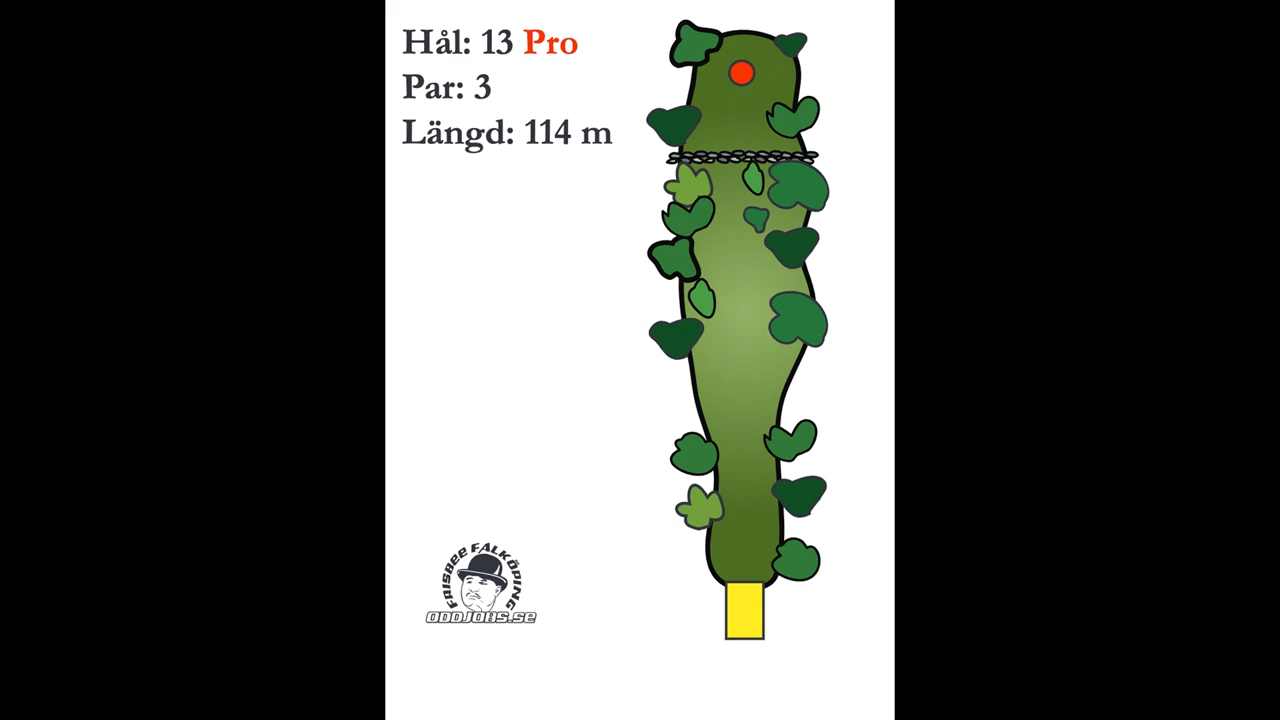 Hål: 13 Pro
Par: 3
Längd: 114 m
FRISBEE FALKÖPING
ODDJOBS.SE